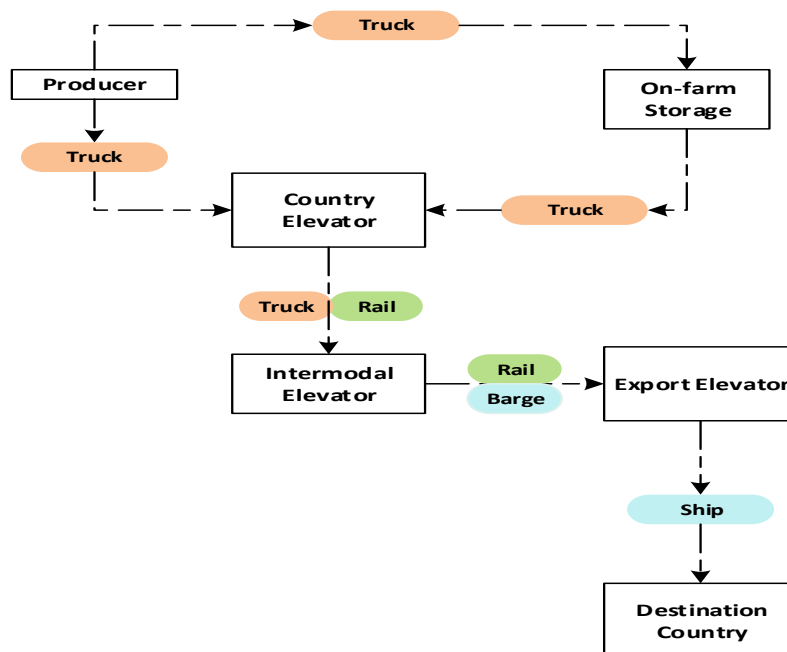 Truck
Producer
On-farm
Storage
Truck
Country
Elevator
Truck
Truck
Rail
Intermodal
Elevator
Rail
Barge
Export Elevator
Ship
Destination
Country